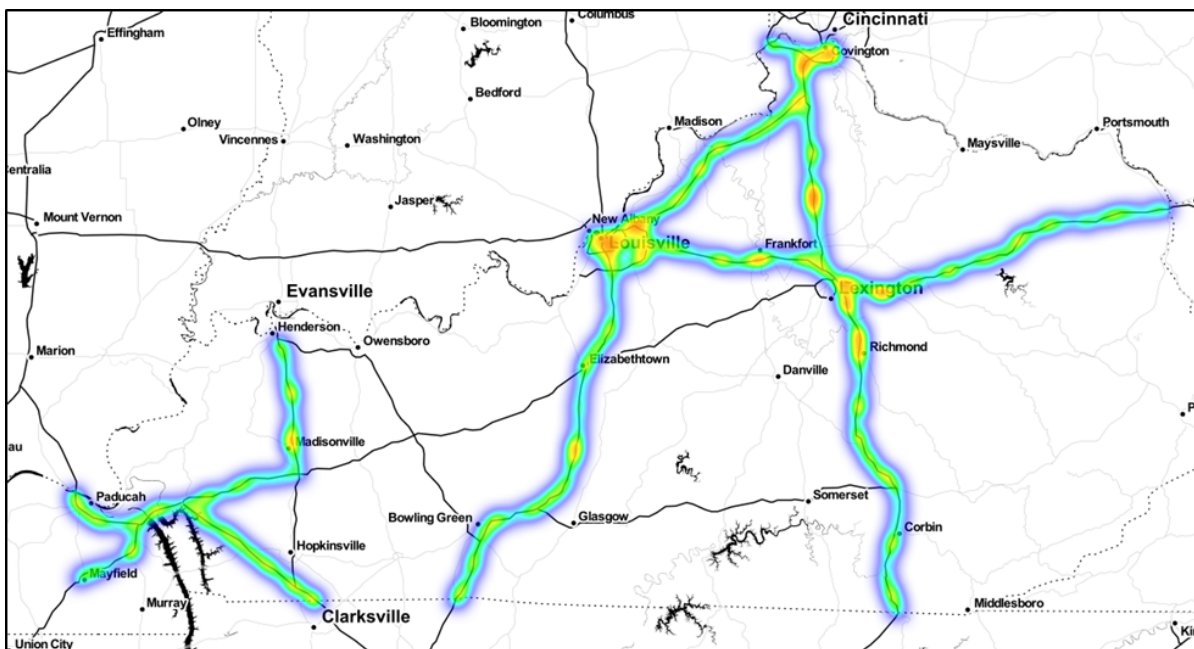 Columbus
Cincinnati
Bloomington
Effingham
Covington
Bedford
Olney
Vincennes
Washington
Madison
Portsmouth
Maysville
Centralia
Jasper
Mount Vernon
New Albany
Louisville
Frankfort
Evansville
Lexington
Henderson
Owensboro
Marion
Elizabethtown
Richmond
Danville
P
au
Madisonville
Paducah
Somerset
Bowling Green
Glasgow
Corbin
Hopkinsville
Mayfield
Murray
Clarksville
Middlesboro
Union City
Kin